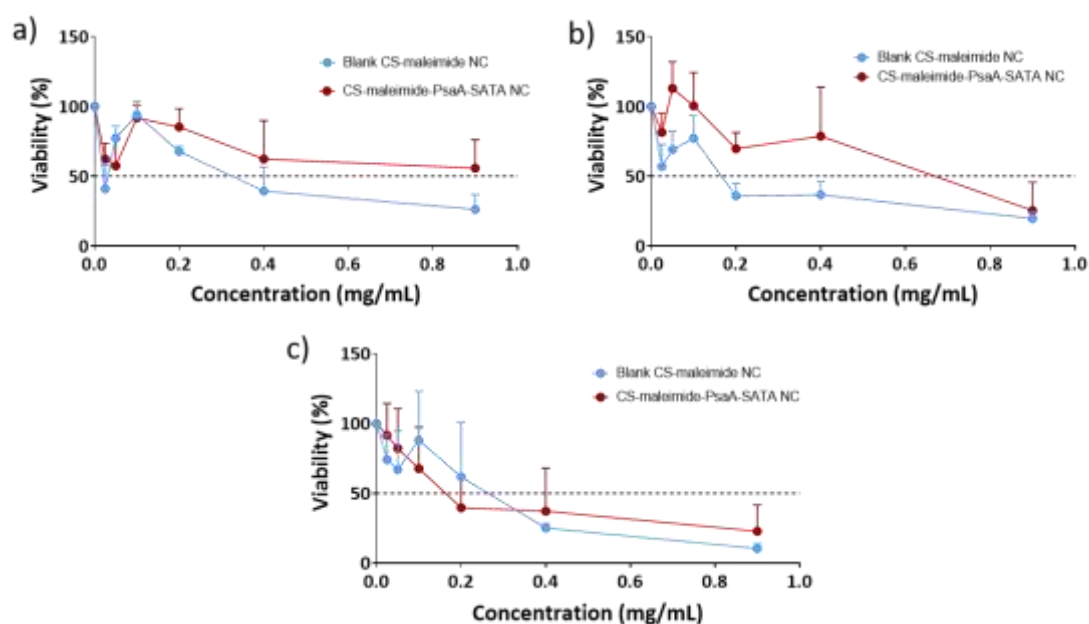 a)
150
100
50
0
Viability (%)
Blank CS-maleimide NC
CS-maleimide-PsaA-SATA NC
0.0 0.2 0.4 0.6 0.8 1.0
Concentration (mg/mL)
b)
150
100
50
0
Viability (%)
Blank CS-maleimide NC
CS-maleimide-PsaA-SATA NC
0.0 0.2 0.4 0.6 0.8 1.0
Concentration (mg/mL)
c)
150
100
50
0
Viability (%)
Blank CS-maleimide NC
CS-maleimide-PsaA-SATA NC
0.0 0.2 0.4 0.6 0.8 1.0
Concentration (mg/mL)